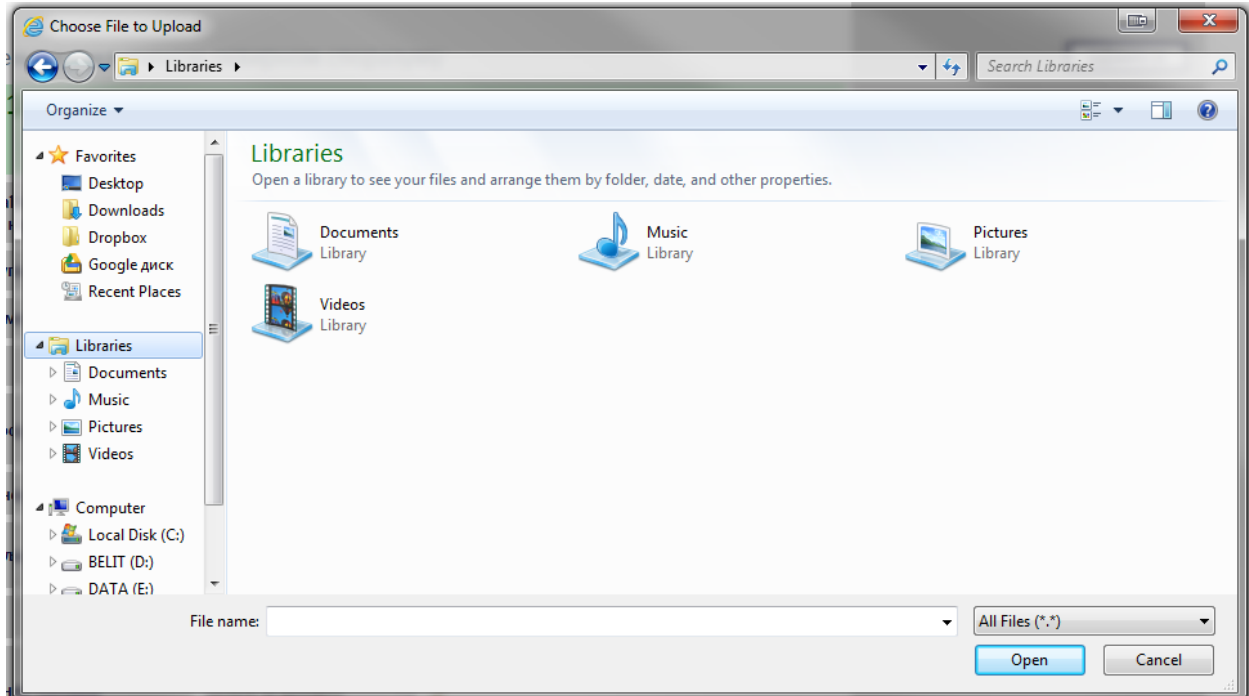 Choose File to Upload
Libraries
Search Libraries
Organize
Favorites
Desktop
Downloads
Dropbox
Google диск
Recent Places
Libraries
Documents
Music
Pictures
Videos
Computer
Local Disk (C:)
BELIT (D:)
DATA (E:)
Libraries
Open a library to see your files and arrange them by folder, date, and other properties.
Documents
Library
Music
Library
Pictures
Library
Videos
Library
File name:
All Files (*.*)
Open
Cancel